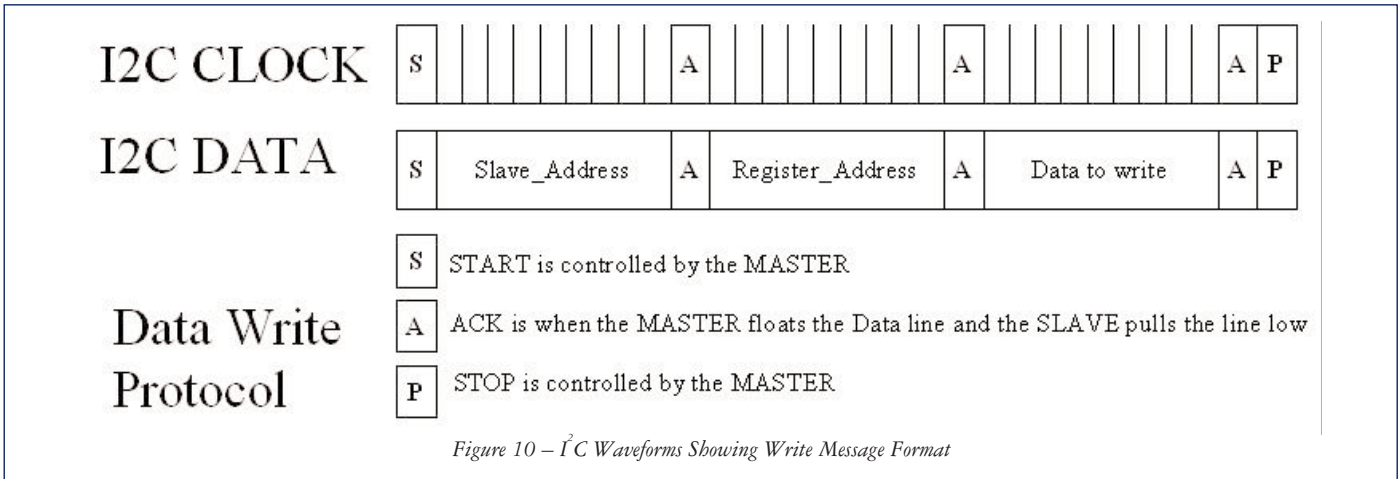 I2C CLOCK S A A A P
I2C DATA S Slave_Address A Register_Address A Data to write A P
S START is controlled by the MASTER
Data Write Protocol
A ACK is when the MASTER floats the Data line and the SLAVE pulls the line low
P STOP is controlled by the MASTER
Figure 10 – I²C Waveforms Showing Write Message Format